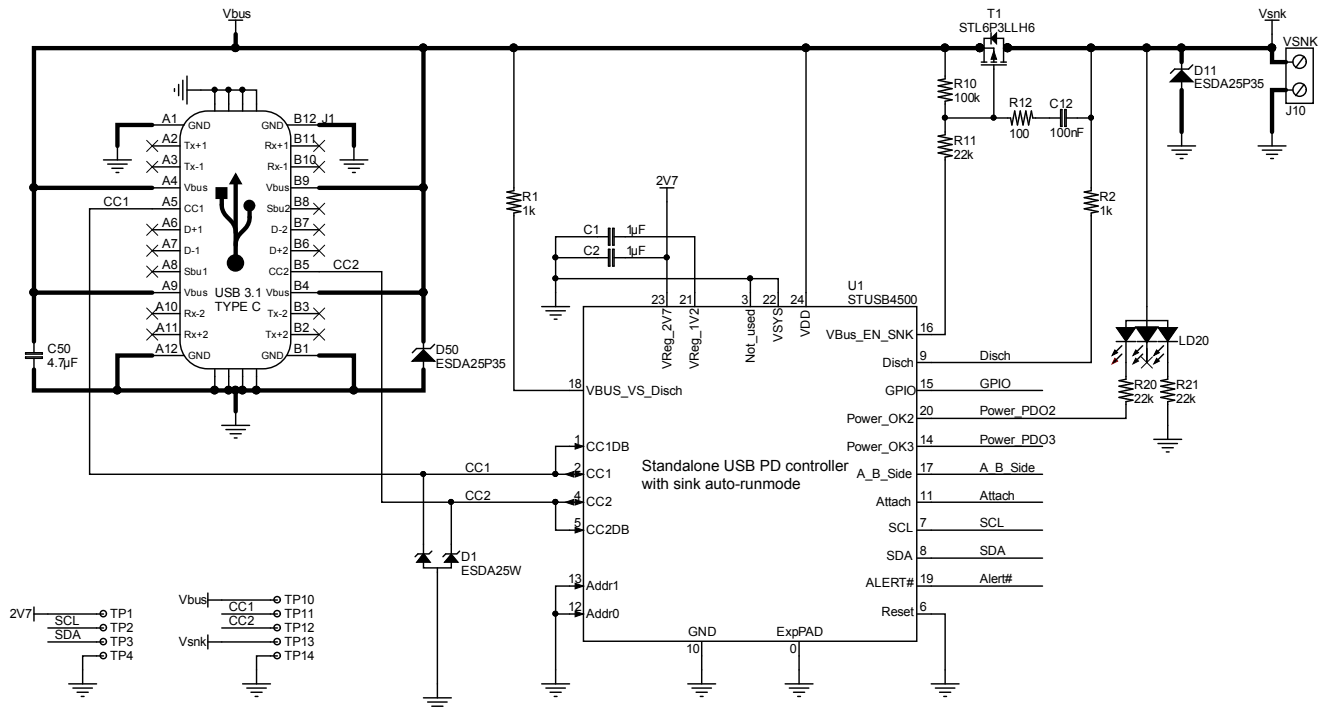 Vbus
T1
STL6P3LLH6
Vsnk
VSNK
J10
D11
ESDA25P35
R10
100k
R12
100
C12
100nF
R11
22k
R2
1k
R1
1k
2V7
C1 1µF
C2 1µF
J1
A1 GND
A2 Tx+1
A3 Tx-1
A4 Vbus
CC1 A5 CC1
A6 D+1
A7 D-1
A8 Sbu1
A9 Vbus
A10 Rx-2
A11 Rx+2
A12 GND
GND B12
Rx+1 B11
Rx-1 B10
Vbus B9
Sbu2 B8
D-2 B7
D+2 B6
CC2 B5 CC2
Vbus B4
Tx-2 B3
Tx+2 B2
GND B1
USB 3.1
TYPE C
C50
4.7µF
D50
ESDA25P35
U1
STUSB4500
23 VReg_2V7
21 VReg_1V2
3 Not_used
22 VSYS
24 VDD
VBus_EN_SNK 16
Disch 9 Disch
GPIO 15 GPIO
Power_OK2 20 Power_PDO2
Power_OK3 14 Power_PDO3
A_B_Side 17 A_B_Side
Attach 11 Attach
SCL 7 SCL
SDA 8 SDA
ALERT# 19 Alert#
Reset 6
18 VBUS_VS_Disch
1 CC1DB
CC1 2 CC1
CC2 4 CC2
5 CC2DB
13 Addr1
12 Addr0
GND
10
ExpPAD
0
Standalone USB PD controller
with sink auto-runmode
LD20
R20
22k
R21
22k
D1
ESDA25W
2V7 TP1
SCL TP2
SDA TP3
TP4
Vbus TP10
CC1 TP11
CC2 TP12
Vsnk TP13
TP14